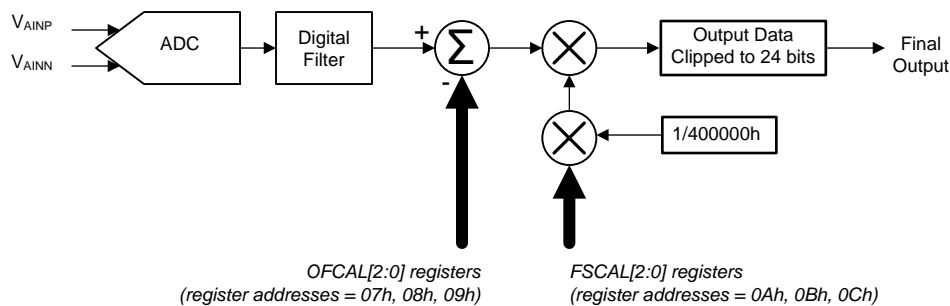 VAINP
VAINN
ADC
Digital
Filter
+
Σ
-
Output Data
Clipped to 24 bits
Final
Output
1/400000h
OFCAL[2:0] registers
(register addresses = 07h, 08h, 09h)
FSCAL[2:0] registers
(register addresses = 0Ah, 0Bh, 0Ch)